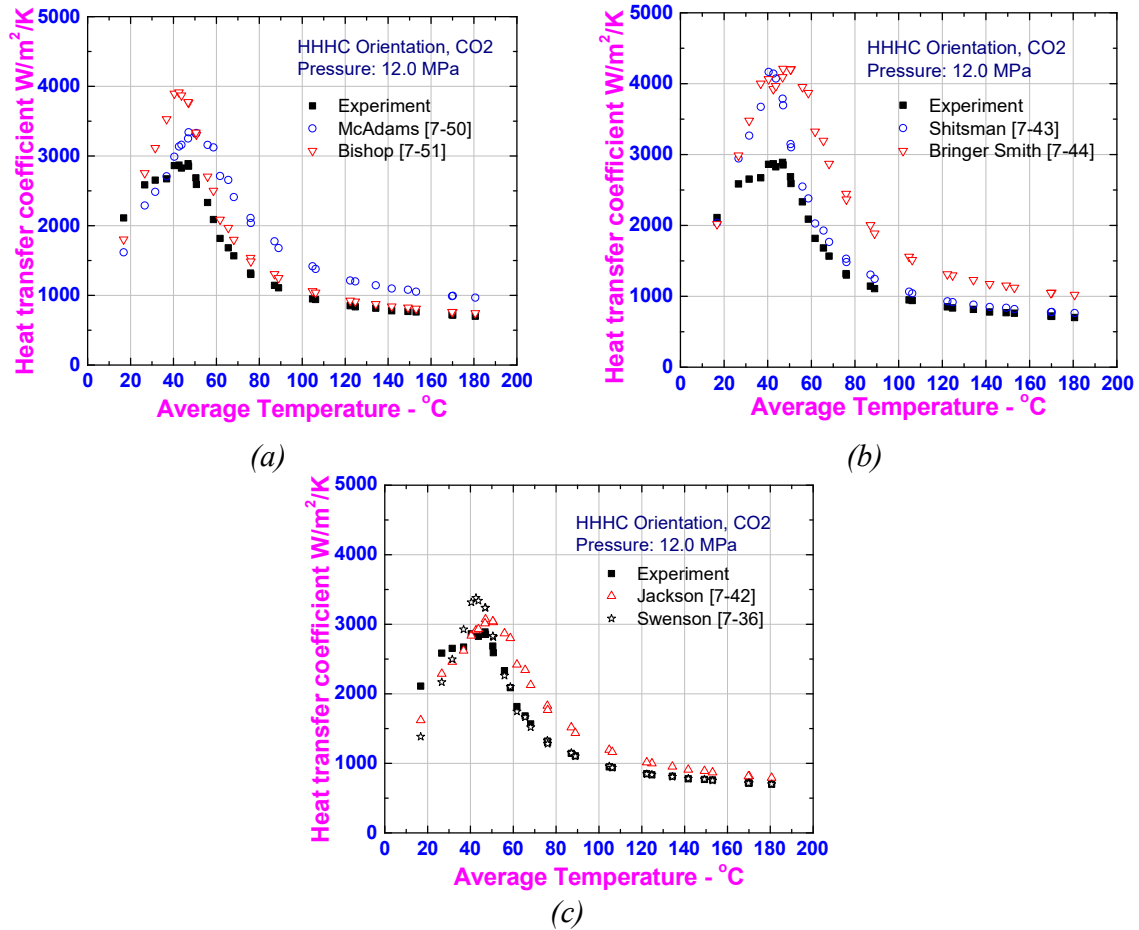 5000
4000
3000
2000
1000
0
0 20 40 60 80 100 120 140 160 180 200
Heat transfer coefficient W/m²/K
Average Temperature - ᵒC
HHHC Orientation, CO2
Pressure: 12.0 MPa
Experiment
McAdams [7-50]
Bishop [7-51]
(a)
5000
4000
3000
2000
1000
0
0 20 40 60 80 100 120 140 160 180 200
Heat transfer coefficient W/m²/K
Average Temperature - ᵒC
HHHC Orientation, CO2
Pressure: 12.0 MPa
Experiment
Shitsman [7-43]
Bringer Smith [7-44]
(b)
5000
4000
3000
2000
1000
0
0 20 40 60 80 100 120 140 160 180 200
Heat transfer coefficient W/m²/K
Average Temperature - ᵒC
HHHC Orientation, CO2
Pressure: 12.0 MPa
Experiment
Jackson [7-42]
Swenson [7-36]
(c)